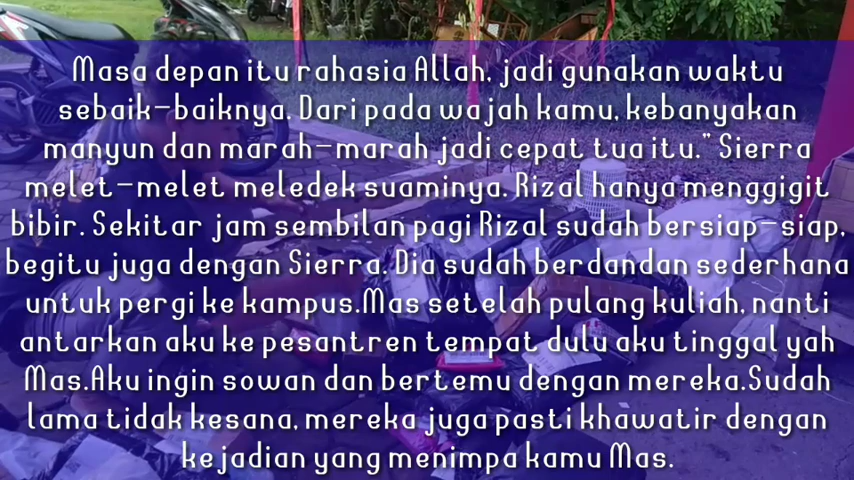 Masa depan itu rahasia Allah, jadi gunakan waktu
sebaik-baiknya. Dari pada wajah kamu, kebanyakan
manyun dan marah-marah jadi cepat tua itu." Sierra
melet-melet meledek suaminya. Rizal hanya menggigit
bibir. Sekitar jam sembilan pagi Rizal sudah bersiap-siap,
begitu juga dengan Sierra. Dia sudah berdandan sederhana
untuk pergi ke kampus.Mas setelah pulang kuliah, nanti
antarkan aku ke pesantren tempat dulu aku tinggal yah
Mas.Aku ingin sowan dan bertemu dengan mereka.Sudah
lama tidak kesana, mereka juga pasti khawatir dengan
kejadian yang menimpa kamu Mas.